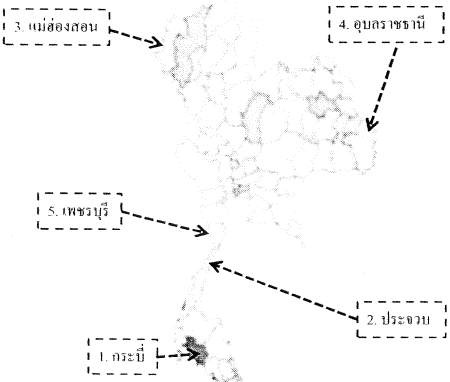 3. แม่ฮ่องสอน
4. อุบลราชธานี
5. เพชรบุรี
2. ประจวบ
1. กระบี่